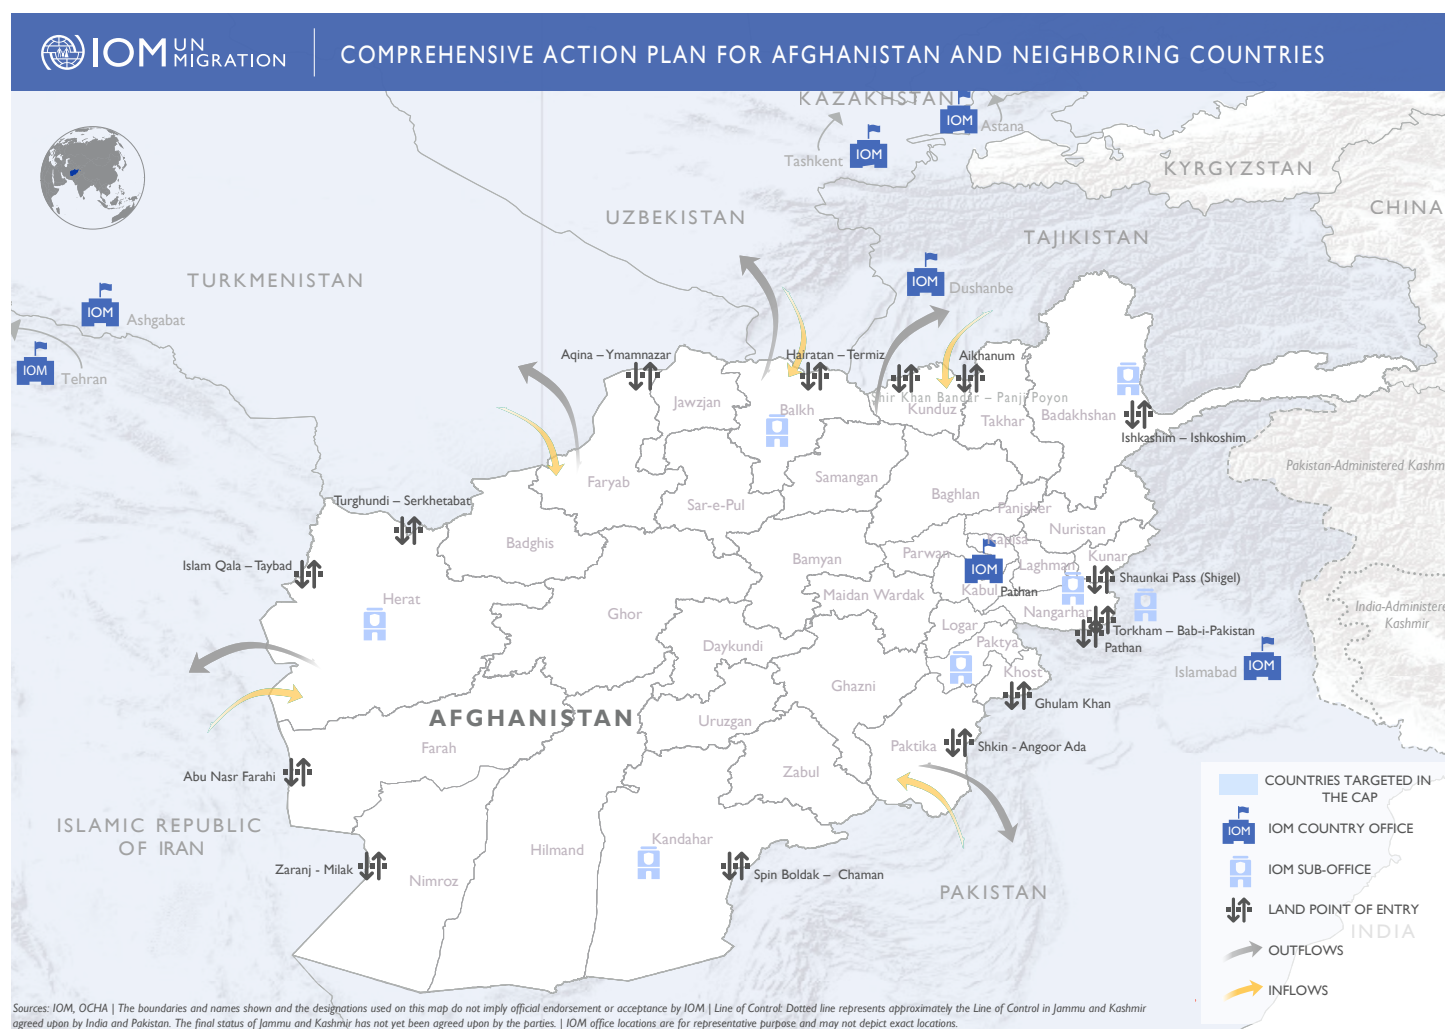 IOM UN MIGRATION
COMPREHENSIVE ACTION PLAN FOR AFGHANISTAN AND NEIGHBORING COUNTRIES
KAZAKHSTAN
IOM
Astana
Tashkent
IOM
KYRGYZSTAN
CHINA
UZBEKISTAN
TAJIKISTAN
TURKMENISTAN
IOM
Dushanbe
IOM
Ashgabat
IOM
Tehran
Aqina – Ymamnazar
Hairatan – Termiz
Aikhanum
Shir Khan Bandar – Panji Poyon
Jawzjan
Balkh
Kunduz
Takhar
Badakhshan
Ishkashim – Ishkoshim
Pakistan-Administered Kashm
Faryab
Samangan
Sar-e-Pul
Baghlan
Turghundi – Serkhetabat
Panjsher
Nuristan
Badghis
Kapisa
Parwan
Bamyan
Kunar
Laghman
Islam Qala – Taybad
IOM
Shaunkai Pass (Shigel)
Kabul
Pathan
Maidan Wardak
Herat
Ghor
Nangarhar
India-Administere
Kashmir
Logar
Torkham – Bab-i-Pakistan
Paktya
Pathan
Daykundi
Khost
Islamabad
IOM
Ghazni
Ghulam Khan
AFGHANISTAN
Uruzgan
Farah
Paktika
Shkin - Angoor Ada
Zabul
Abu Nasr Farahi
ISLAMIC REPUBLIC
OF IRAN
Kandahar
Hilmand
Zaranj - Milak
Nimroz
Spin Boldak – Chaman
PAKISTAN
INDIA
COUNTRIES TARGETED IN
THE CAP
IOM
IOM COUNTRY OFFICE
IOM SUB-OFFICE
LAND POINT OF ENTRY
OUTFLOWS
INFLOWS
Sources: IOM, OCHA | The boundaries and names shown and the designations used on this map do not imply official endorsement or acceptance by IOM | Line of Control: Dotted line represents approximately the Line of Control in Jammu and Kashmir
agreed upon by India and Pakistan. The final status of Jammu and Kashmir has not yet been agreed upon by the parties. | IOM office locations are for representative purpose and may not depict exact locations.